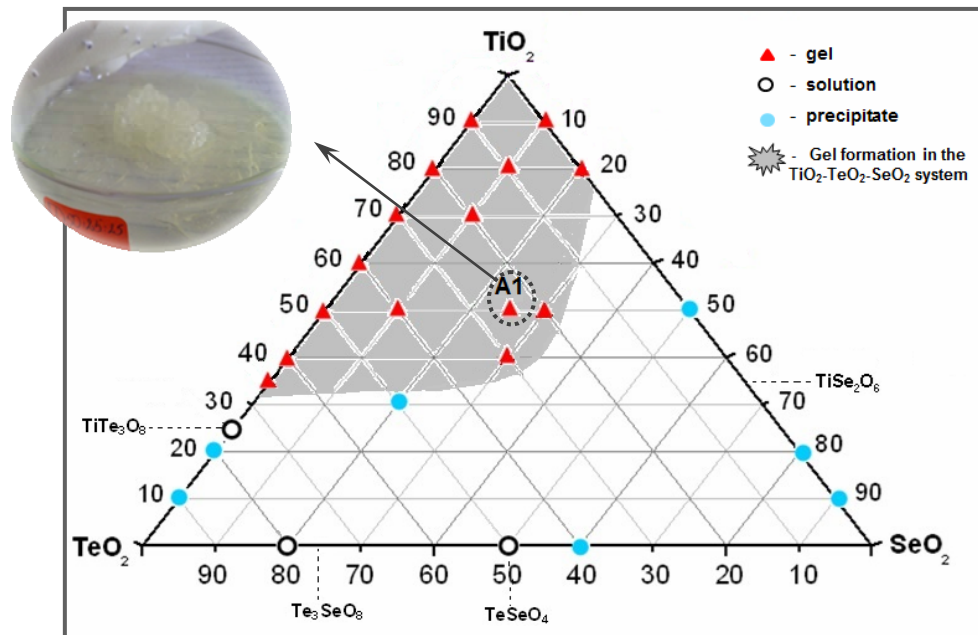 TiO₂
▲ - gel
○ - solution
● - precipitate
- Gel formation in the
TiO₂-TeO₂-SeO₂ system
90 10
80 20
70 30
60 40
A1
50 50
40 60
TiSe₂O₆
30 70
TiTe₃O₈
20 80
10 90
TeO₂ SeO₂
90 80 70 60 50 40 30 20 10
Te₃SeO₈ TeSeO₄